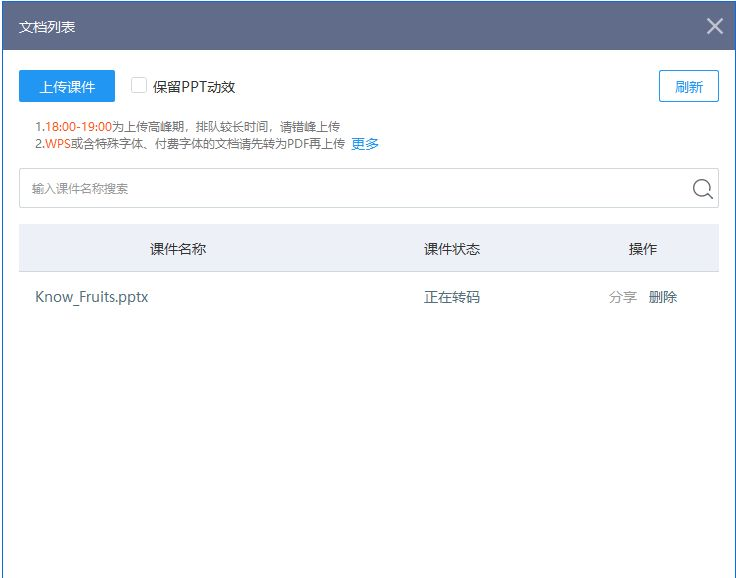 文档列表
上传课件 保留PPT动效 刷新
1.18:00-19:00为上传高峰期，排队较长时间，请错峰上传
2.WPS或含特殊字体、付费字体的文档请先转为PDF再上传 更多
输入课件名称搜索
课件名称 课件状态 操作
Know_Fruits.pptx 正在转码 分享 删除